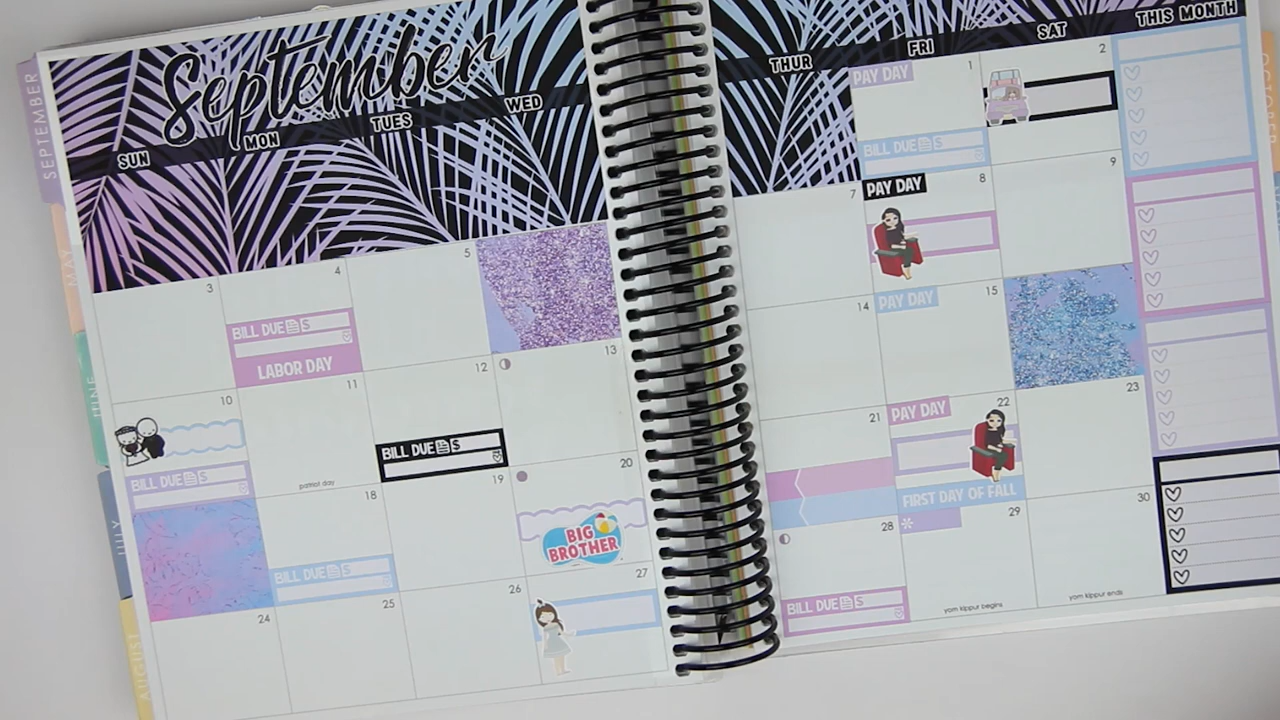 September
SUN
MON
TUES
WED
THUR
FRI
SAT
THIS MONTH
SEPTEMBER
MAY
JUNE
JULY
AUGUST
OCTOBER
PAY DAY
1
2
BILL DUE $
3
4
5
BILL DUE $
LABOR DAY
7
PAY DAY
8
9
10
11
12
13
BILL DUE $
patriot day
BILL DUE $
14
PAY DAY
15
18
19
20
BILL DUE $
BIG
BROTHER
21
PAY DAY
22
23
FIRST DAY OF FALL
24
25
26
27
28
29
30
BILL DUE $
yom kippur begins
yom kippur ends